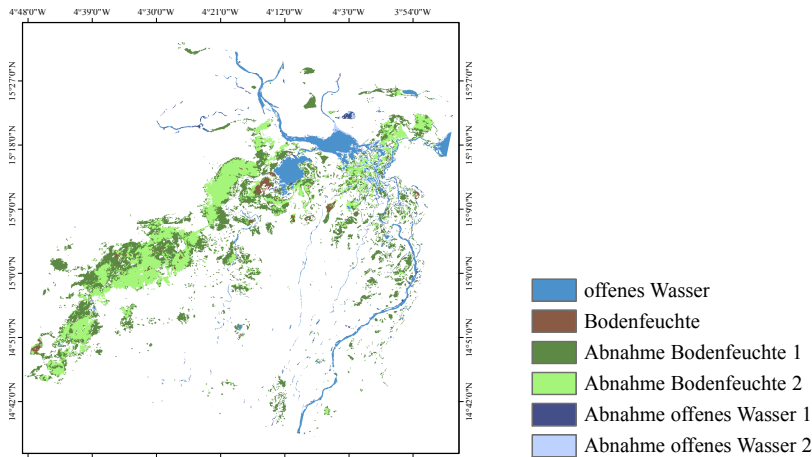 4°48'0"W 4°39'0"W 4°30'0"W 4°21'0"W 4°12'0"W 4°3'0"W 3°54'0"W
15°27'0"N 15°27'0"N
15°18'0"N 15°18'0"N
15°9'0"N 15°9'0"N
15°0'0"N 15°0'0"N
14°51'0"N 14°51'0"N
14°42'0"N 14°42'0"N
offenes Wasser
Bodenfeuchte
Abnahme Bodenfeuchte 1
Abnahme Bodenfeuchte 2
Abnahme offenes Wasser 1
Abnahme offenes Wasser 2